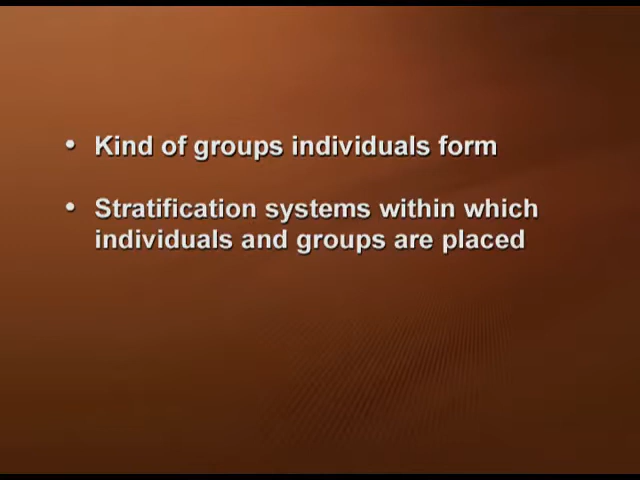 • Kind of groups individuals form
• Stratification systems within which
individuals and groups are placed